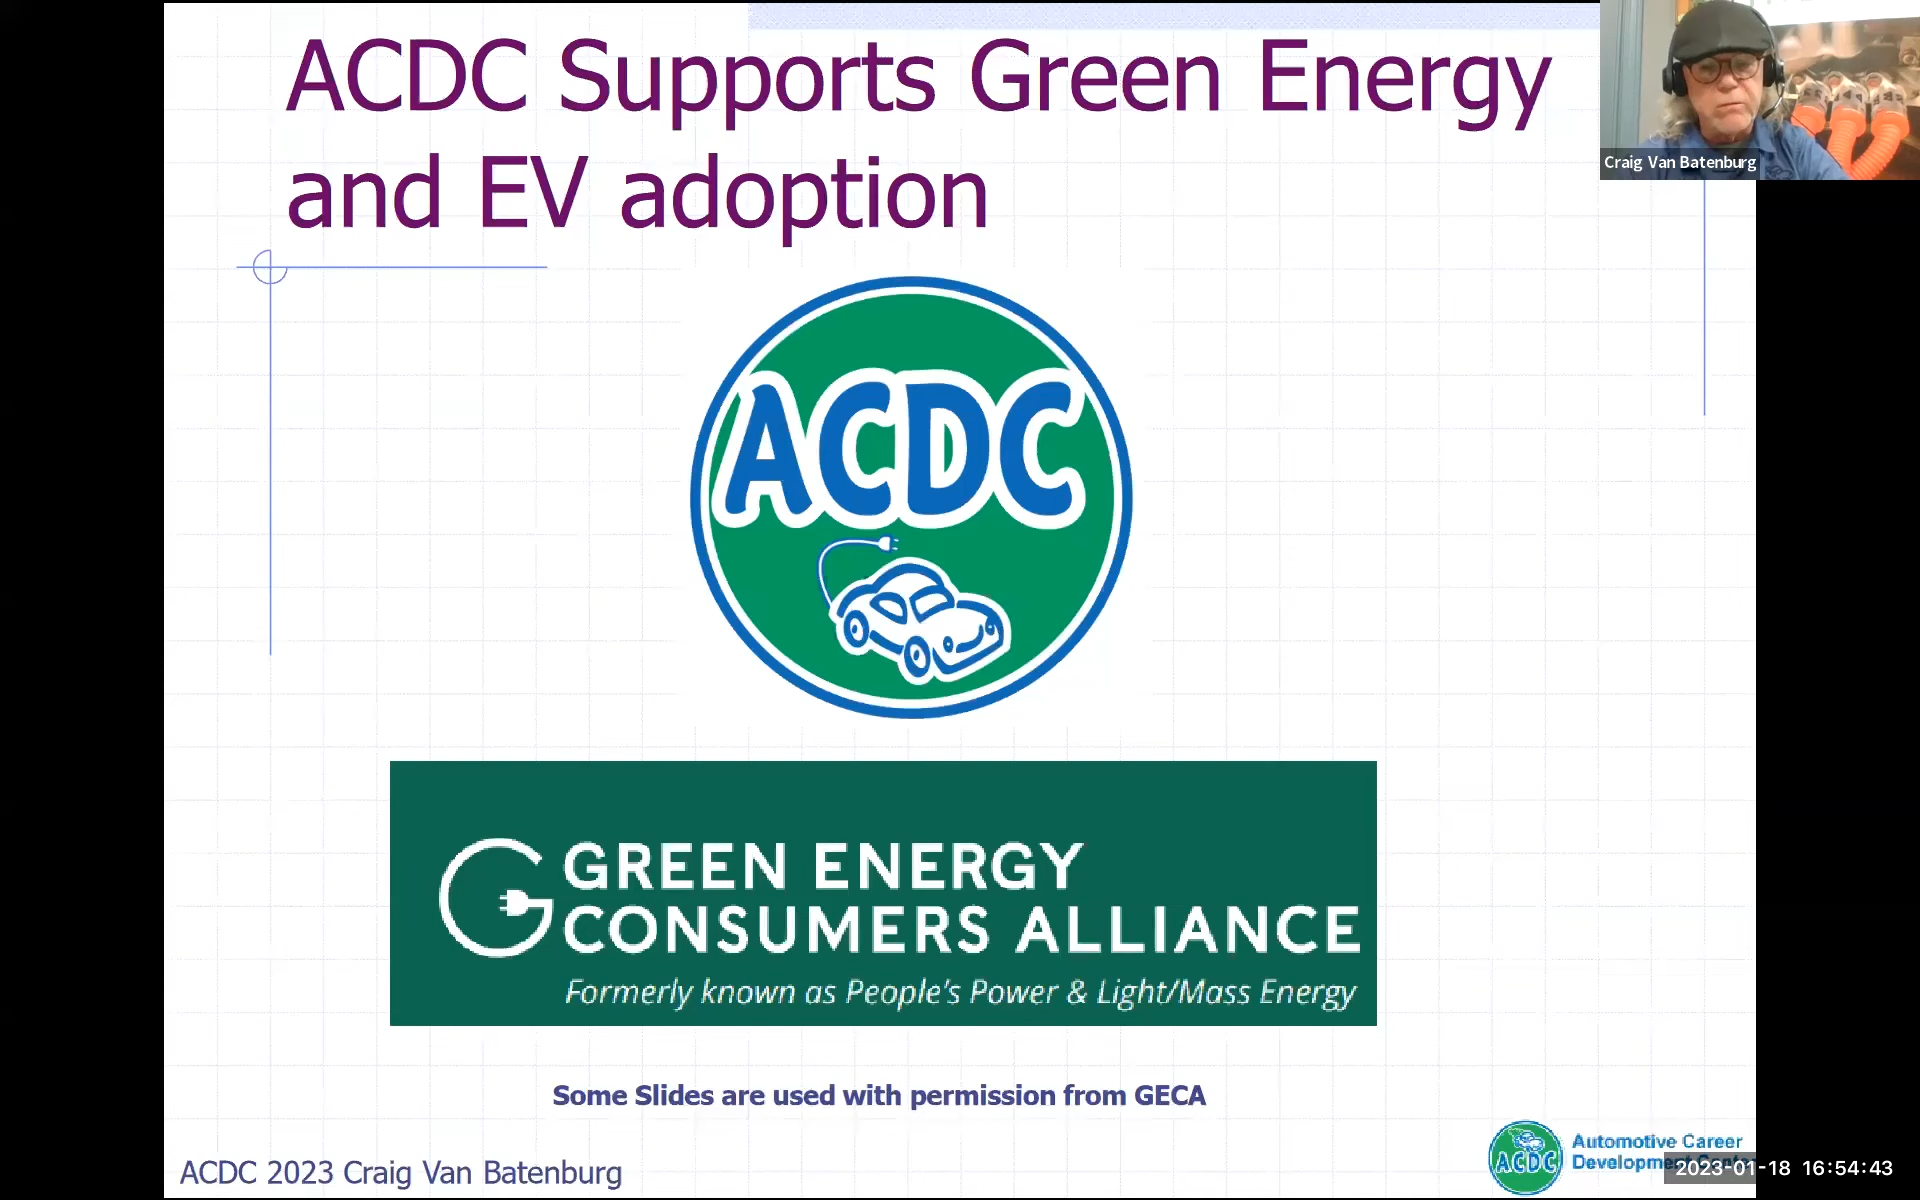 ACDC Supports Green Energy
and EV adoption
Craig Van Batenburg
ACDC
GREEN ENERGY
CONSUMERS ALLIANCE
Formerly known as People's Power & Light/Mass Energy
Some Slides are used with permission from GECA
ACDC 2023 Craig Van Batenburg
ACDC
Automotive Career
2023-01-18 16:54:43